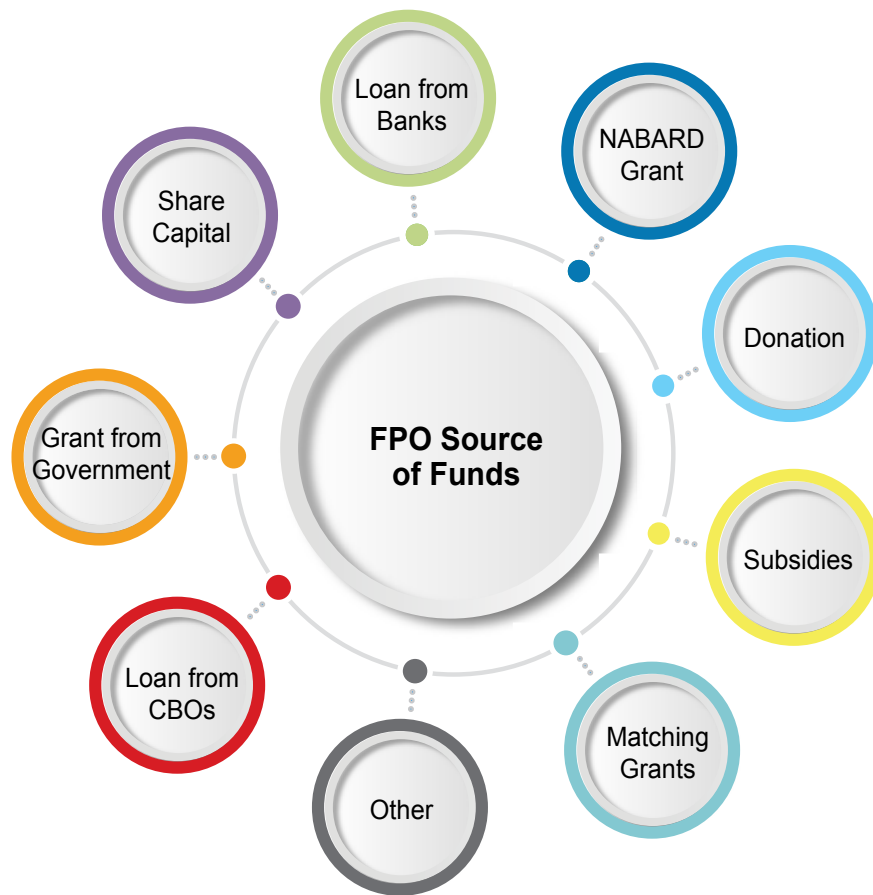 Loan from
Banks
NABARD
Grant
Donation
Subsidies
Matching
Grants
Other
Loan from
CBOs
Grant from
Government
Share
Capital
FPO Source
of Funds